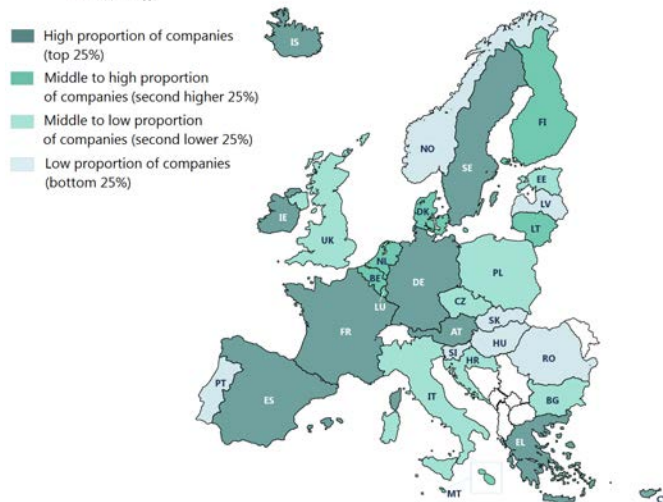 High proportion of companies
(top 25%)
Middle to high proportion
of companies (second higher 25%)
Middle to low proportion
of companies (second lower 25%)
Low proportion of companies
(bottom 25%)
IS
FI
NO
SE
EE
LV
LT
DK
IE
UK
NL
BE
DE
PL
LU
CZ
SK
FR
AT
HU
SI
HR
RO
PT
ES
IT
BG
EL
MT